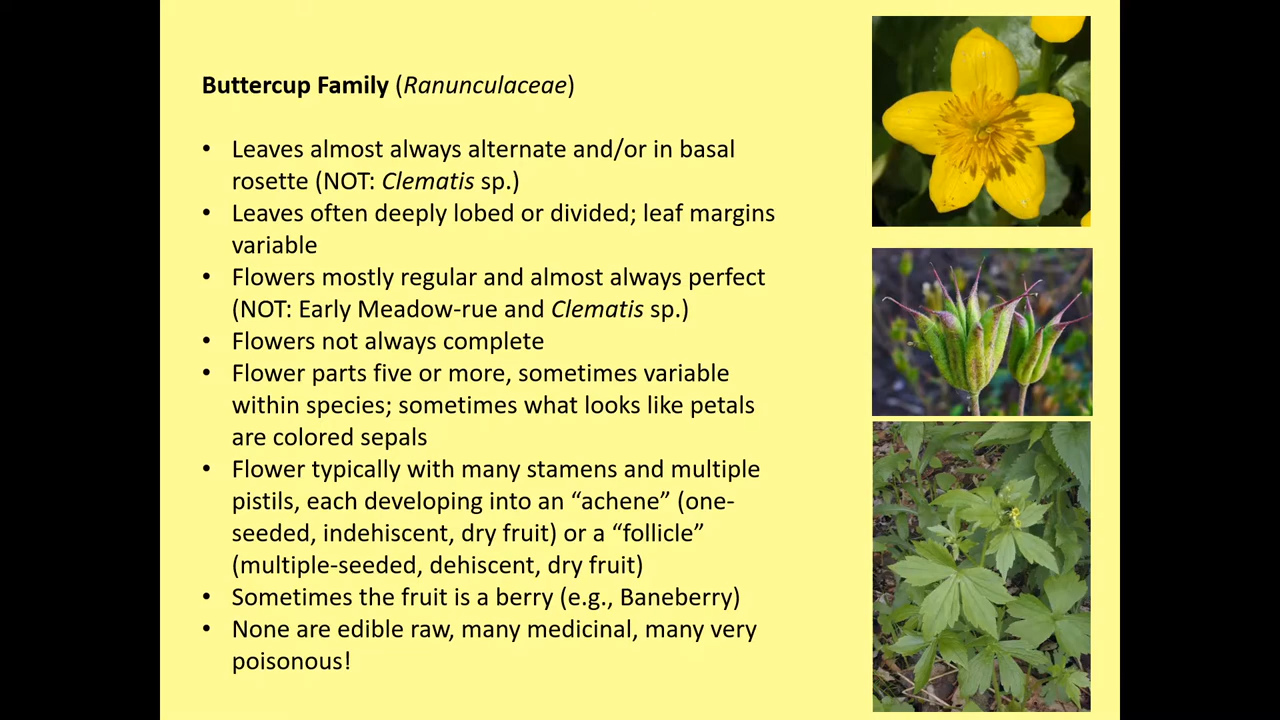 Buttercup Family (Ranunculaceae)
• Leaves almost always alternate and/or in basal
rosette (NOT: Clematis sp.)
• Leaves often deeply lobed or divided; leaf margins
variable
• Flowers mostly regular and almost always perfect
(NOT: Early Meadow-rue and Clematis sp.)
• Flowers not always complete
• Flower parts five or more, sometimes variable
within species; sometimes what looks like petals
are colored sepals
• Flower typically with many stamens and multiple
pistils, each developing into an “achene” (one-
seeded, indehiscent, dry fruit) or a “follicle”
(multiple-seeded, dehiscent, dry fruit)
• Sometimes the fruit is a berry (e.g., Baneberry)
• None are edible raw, many medicinal, many very
poisonous!